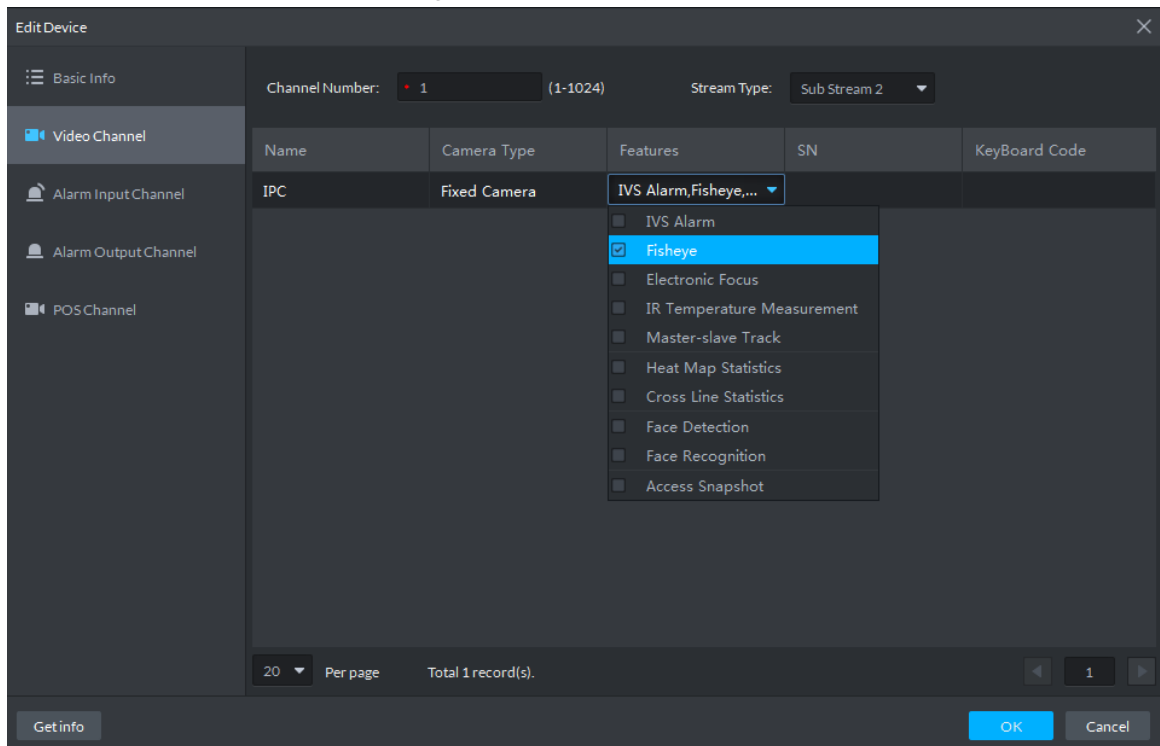 Edit Device
Basic Info
Video Channel
Alarm Input Channel
Alarm Output Channel
POS Channel
Channel Number: * 1 (1-1024) Stream Type: Sub Stream 2
Name Camera Type Features SN KeyBoard Code
IPC Fixed Camera IVS Alarm,Fisheye,...
IVS Alarm
Fisheye
Electronic Focus
IR Temperature Measurement
Master-slave Track
Heat Map Statistics
Cross Line Statistics
Face Detection
Face Recognition
Access Snapshot
20 Per page Total 1 record(s). 1
Get info OK Cancel